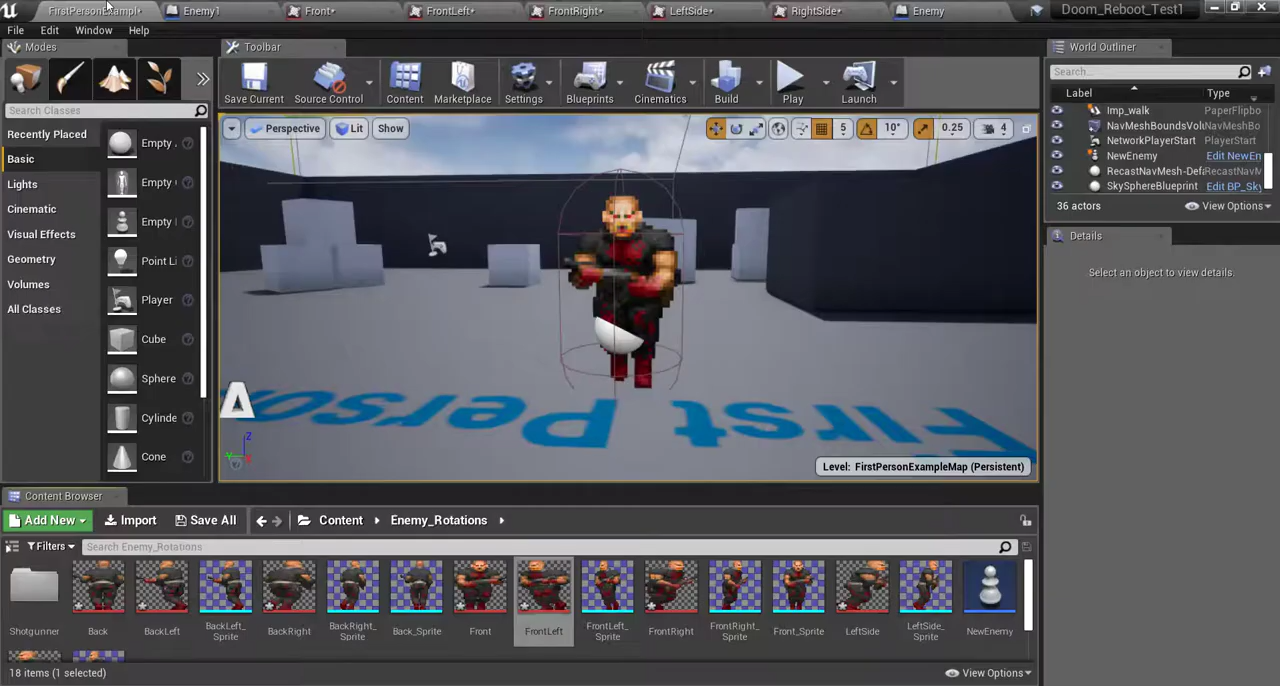 FirstPersonExampl*
Enemy1
Front*
FrontLeft*
FrontRight*
LeftSide*
RightSide*
Enemy
Doom_Reboot_Test1
File Edit Window Help
Modes
Toolbar
World Outliner
Save Current
Source Control
Content
Marketplace
Settings
Blueprints
Cinematics
Build
Play
Launch
Search...
Label
Type
Search Classes
Recently Placed
Basic
Lights
Cinematic
Visual Effects
Geometry
Volumes
All Classes
Empty
Empty
Empty
Point Li
Player
Cube
Sphere
Cylinde
Cone
Perspective
Lit
Show
5
10°
0.25
4
First Person
Z
Y
Level: FirstPersonExampleMap (Persistent)
Imp_walk PaperFlipbo
NavMeshBoundsVolu NavMeshBo
NetworkPlayerStart PlayerStart
NewEnemy Edit NewEn
RecastNavMesh-Defa RecastNavM
SkySphereBlueprint Edit BP_Sky
36 actors
View Options
Details
Select an object to view details.
Content Browser
Add New
Import
Save All
Content
Enemy_Rotations
Filters
Search Enemy_Rotations
Shotgunner
Back
BackLeft
BackLeft_
Sprite
BackRight
BackRight_
Sprite
Back_Sprite
Front
FrontLeft
FrontLeft_
Sprite
FrontRight
FrontRight_
Sprite
Front_Sprite
LeftSide
LeftSide_
Sprite
NewEnemy
18 items (1 selected)
View Options